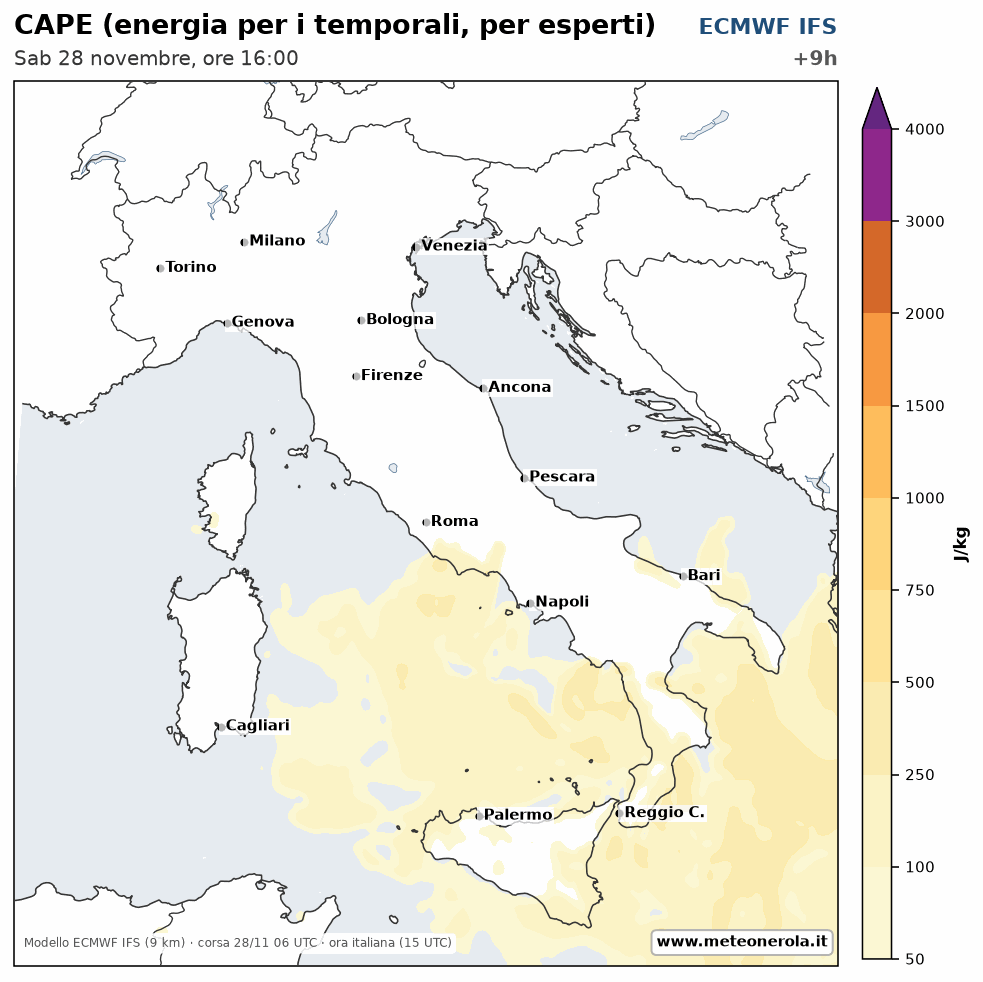 CAPE (energia per i temporali, per esperti)
ECMWF IFS
Sab 28 novembre, ore 16:00
+9h
Milano
Venezia
Torino
Genova
Bologna
Firenze
Ancona
Pescara
Roma
Bari
Napoli
Cagliari
Palermo
Reggio C.
4000
3000
2000
1500
1000
750
500
250
100
50
J/kg
Modello ECMWF IFS (9 km) · corsa 28/11 06 UTC · ora italiana (15 UTC)
www.meteonerola.it